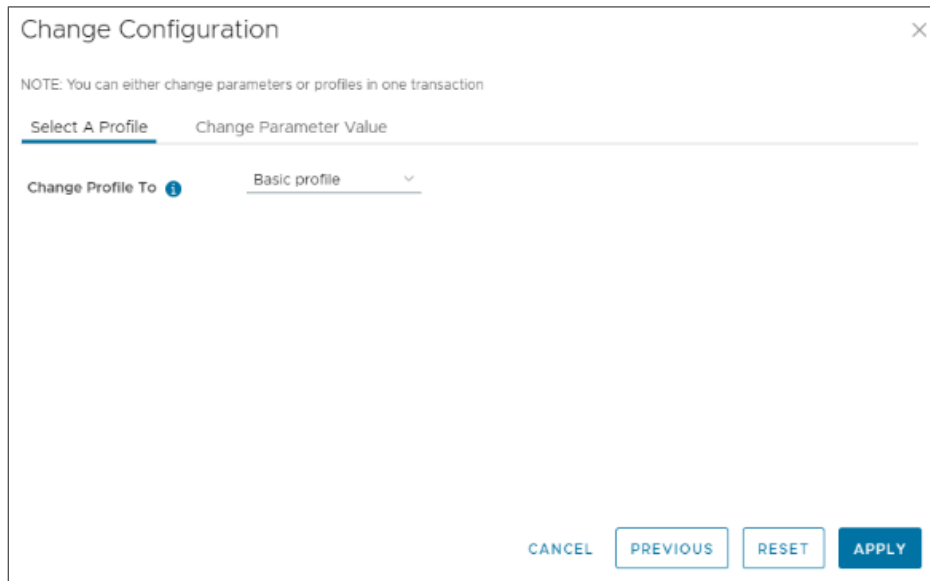 Change Configuration
NOTE: You can either change parameters or profiles in one transaction
Select A Profile Change Parameter Value
Change Profile To Basic profile
CANCEL PREVIOUS RESET APPLY